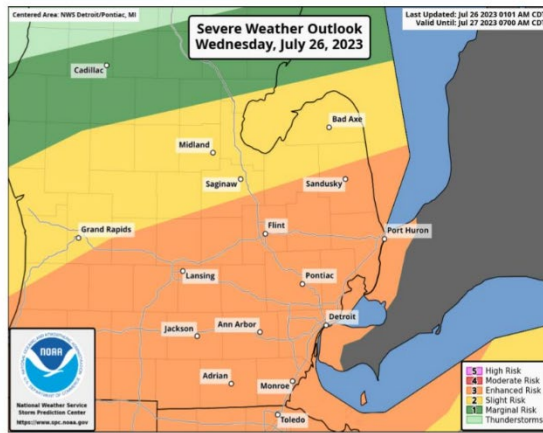 Centered Area: NWS Detroit/Pontiac, MI
Severe Weather Outlook
Wednesday, July 26, 2023
Last Updated: Jul 26 2023 0101 AM CDT
Valid Until: Jul 27 2023 0700 AM CDT
Cadillac
Bad Axe
Midland
Saginaw
Sandusky
Grand Rapids
Flint
Port Huron
Lansing
Pontiac
Detroit
Jackson
Ann Arbor
Adrian
Monroe
Toledo
NOAA
National Weather Service
Storm Prediction Center
https://www.spc.noaa.gov
5 High Risk
4 Moderate Risk
3 Enhanced Risk
2 Slight Risk
1 Marginal Risk
Thunderstorms